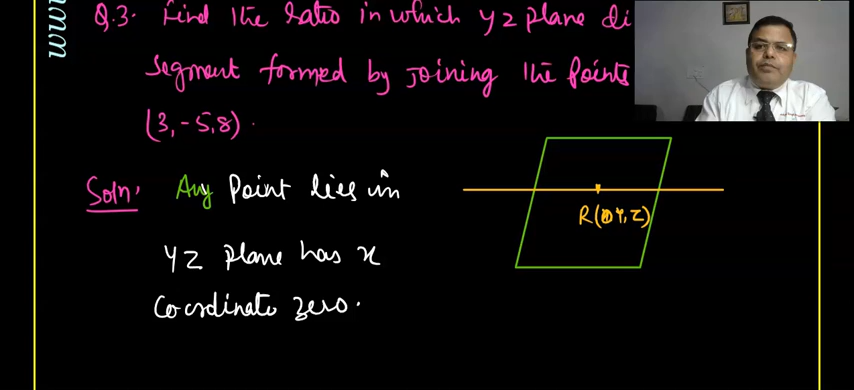 Q.3. Find the ratio in which yz plane di
segment formed by joining the points
(3,-5,8).
Soln. Any Point lies in
YZ plane has x
Coordinate zero.
R(0,Y,Z)